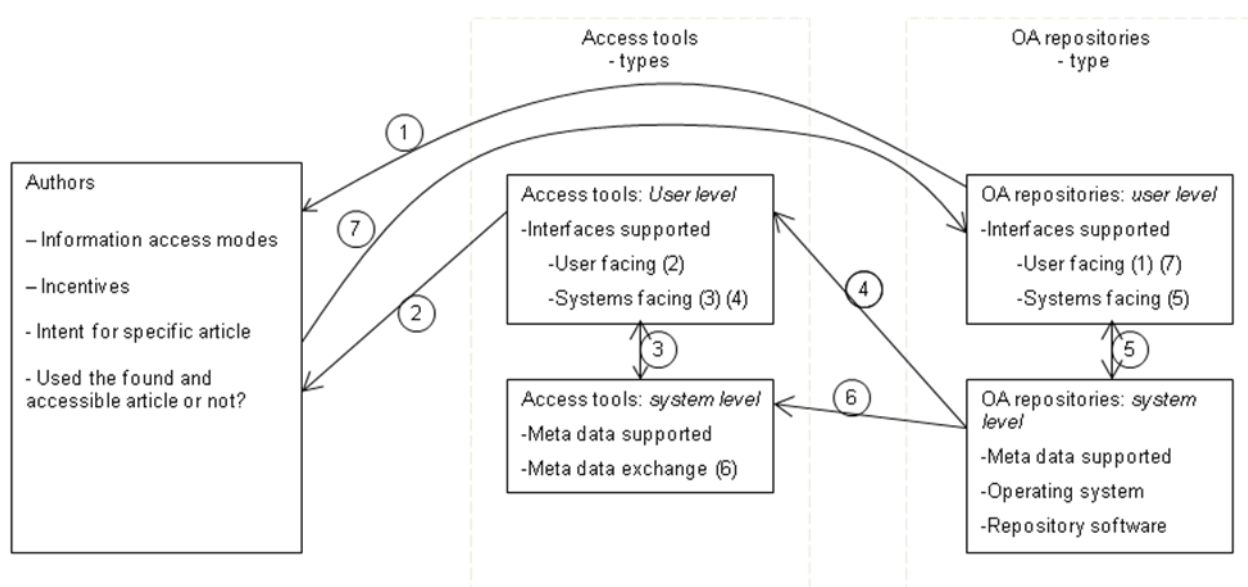 Access tools
- types
OA repositories
- type
1
7
2
Authors
– Information access modes
– Incentives
- Intent for specific article
- Used the found and
accessible article or not?
Access tools: User level
-Interfaces supported
-User facing (2)
-Systems facing (3) (4)
3
Access tools: system level
-Meta data supported
-Meta data exchange (6)
4
6
OA repositories: user level
-Interfaces supported
-User facing (1) (7)
-Systems facing (5)
5
OA repositories: system
level
-Meta data supported
-Operating system
-Repository software